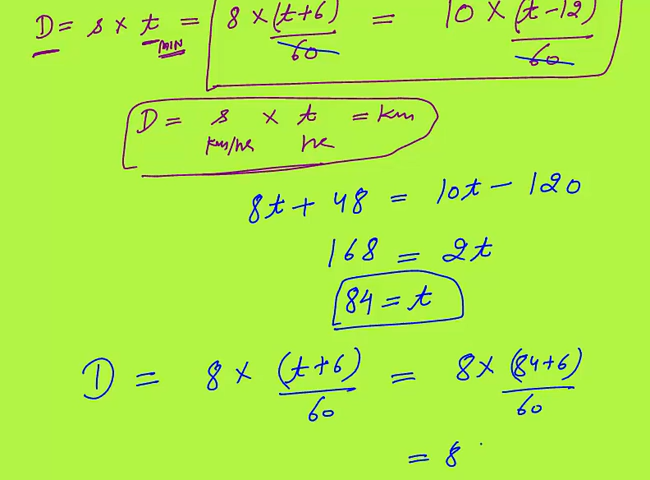 D = s × t = 8 × (t+6)/60 = 10 × (t-12)/60
MIN
D = s × t = km
km/hr hr
8t + 48 = 10t - 120
168 = 2t
84 = t
D = 8 × (t+6)/60 = 8 × (84+6)/60
= 8